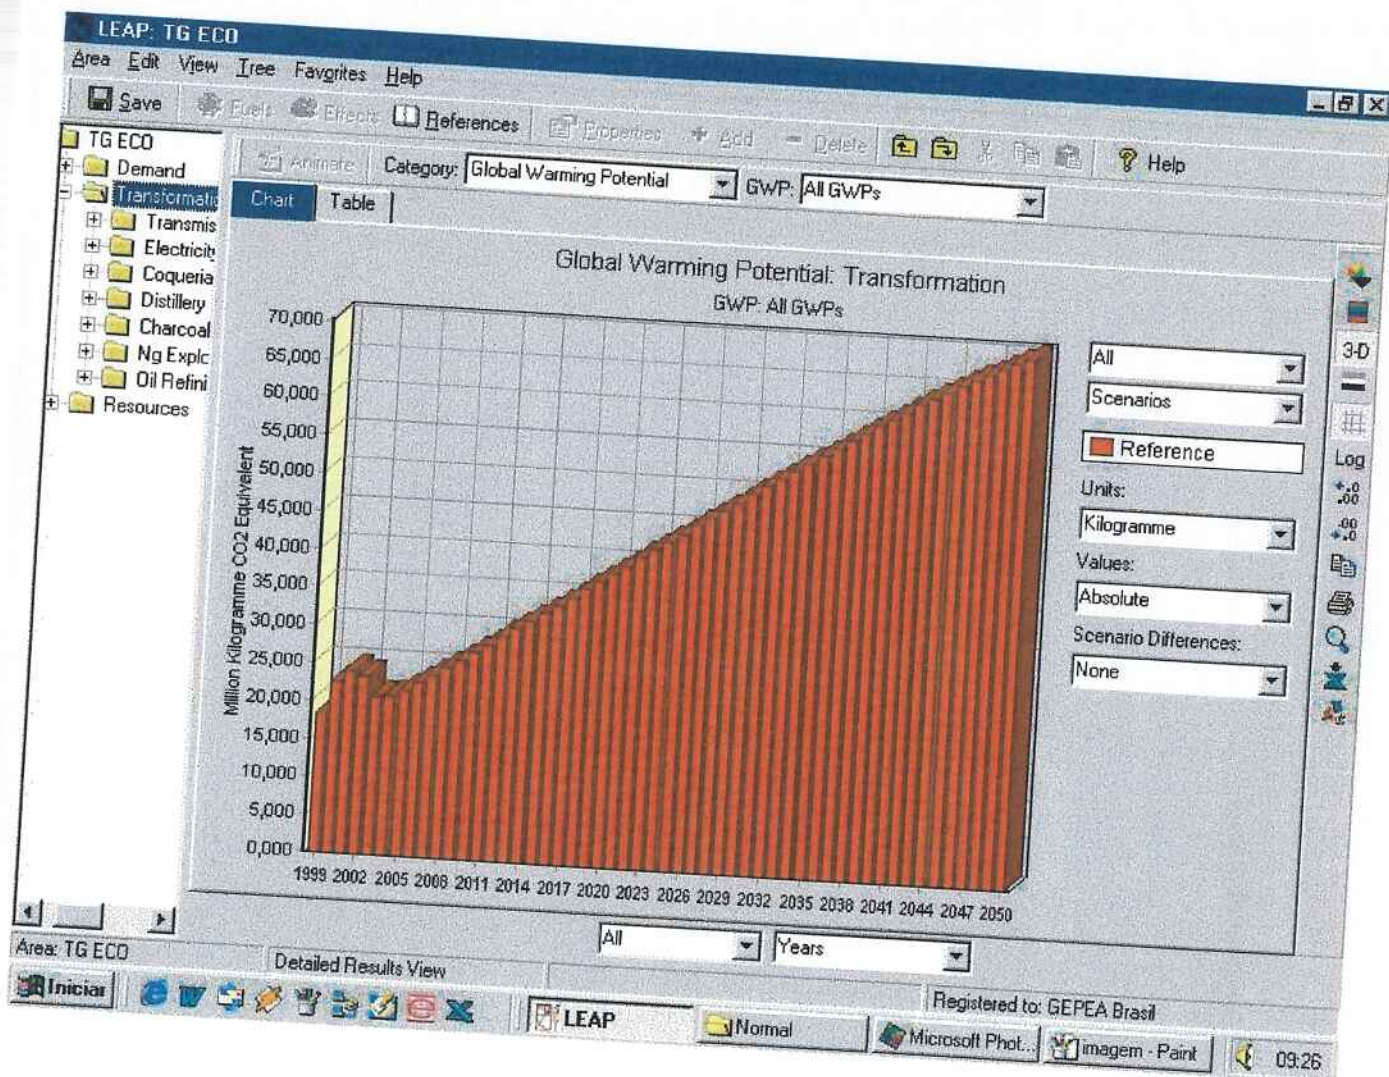 LEAP: TG ECO
Area Edit View Tree Favorites Help
Save Fuels Effects References Properties Add Delete Help
TG ECO
Demand
Transformatic
Transmis
Electricity
Coqueria
Distillery
Charcoal
Ng Explc
Oil Refini
Resources
Animate Category: Global Warming Potential GWP: All GWPs
Chart Table
Global Warming Potential: Transformation
GWP: All GWPs
Million Kilogramme CO2 Equivalent
70,000
65,000
60,000
55,000
50,000
45,000
40,000
35,000
30,000
25,000
20,000
15,000
10,000
5,000
0,000
1999 2002 2005 2008 2011 2014 2017 2020 2023 2026 2029 2032 2035 2038 2041 2044 2047 2050
All
Scenarios
Reference
Units:
Kilogramme
Values:
Absolute
Scenario Differences:
None
3-D
Log
All Years
Area: TG ECO Detailed Results View Registered to: GEPEA Brasil
Iniciar LEAP Normal Microsoft Phot... imagem - Paint 09:26